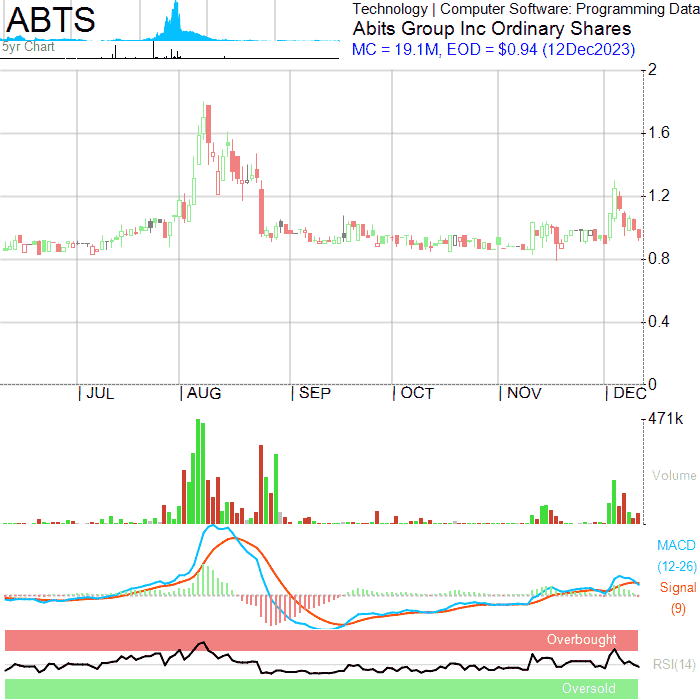 ABTS
5yr Chart
Technology | Computer Software: Programming Data
Abits Group Inc Ordinary Shares
MC = 19.1M, EOD = $0.94 (12Dec2023)
2
1.6
1.2
0.8
0.4
0
| JUL | AUG | SEP | OCT | NOV | DEC
471k
Volume
MACD
(12-26)
Signal
(9)
Overbought
RSI(14)
Oversold